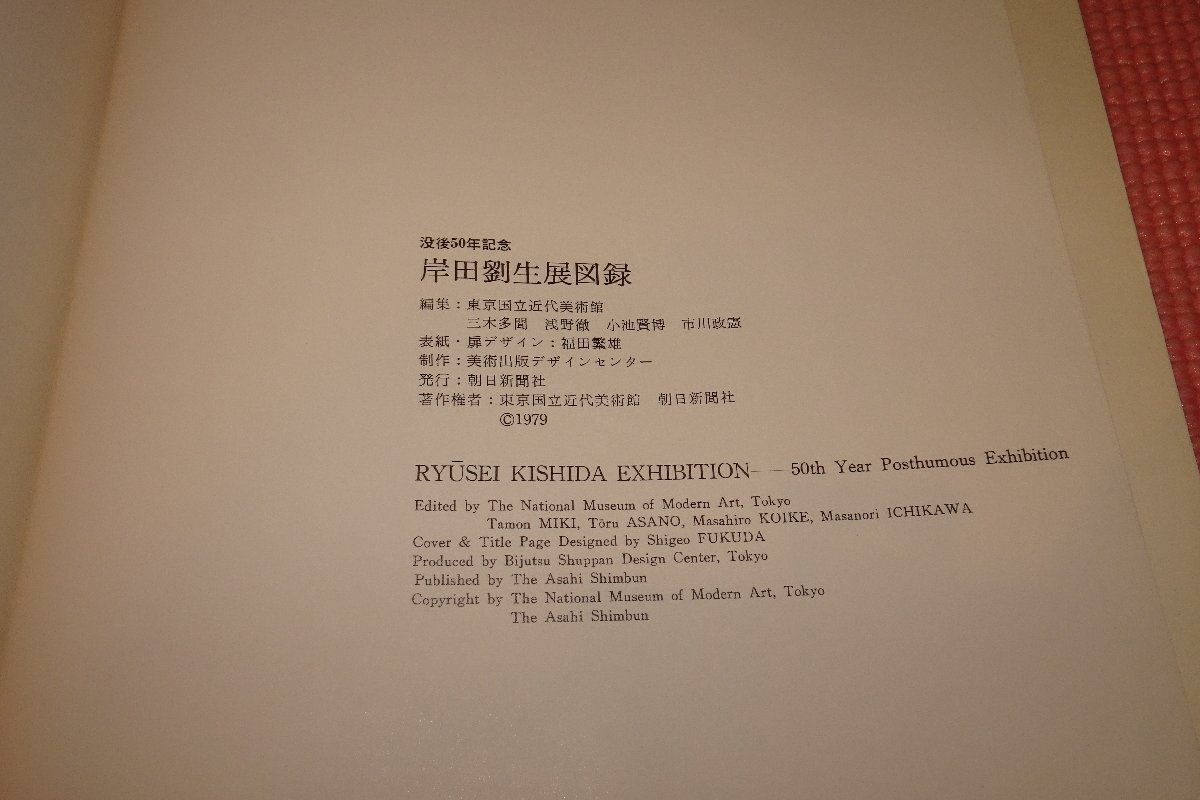 没後50年記念
岸田劉生展図録
編集：東京国立近代美術館
三木多聞　浅野徹　小池賢博　市川政憲
表紙・扉デザイン：福田繁雄
制作：美術出版デザインセンター
発行：朝日新聞社
著作権者：東京国立近代美術館　朝日新聞社
©1979
RYŪSEI KISHIDA EXHIBITION—50th Year Posthumous Exhibition
Edited by The National Museum of Modern Art, Tokyo
Tamon MIKI, Tōru ASANO, Masahiro KOIKE, Masanori ICHIKAWA
Cover & Title Page Designed by Shigeo FUKUDA
Produced by Bijutsu Shuppan Design Center, Tokyo
Published by The Asahi Shimbun
Copyright by The National Museum of Modern Art, Tokyo
The Asahi Shimbun